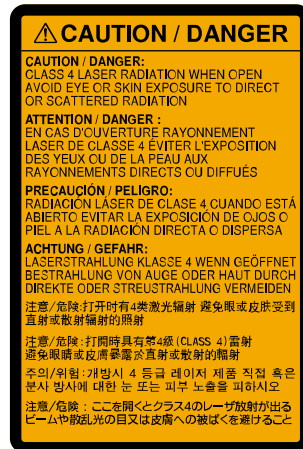 ⚠ CAUTION / DANGER
CAUTION / DANGER:
CLASS 4 LASER RADIATION WHEN OPEN
AVOID EYE OR SKIN EXPOSURE TO DIRECT
OR SCATTERED RADIATION
ATTENTION / DANGER :
EN CAS D'OUVERTURE RAYONNEMENT
LASER DE CLASSE 4 ÉVITER L'EXPOSITION
DES YEUX OU DE LA PEAU AUX
RAYONNEMENTS DIRECTS OU DIFFUÉS
PRECAUÇIÓN / PELIGRO:
RADIACIÓN LÁSER DE CLASE 4 CUANDO ESTÁ
ABIERTO EVITAR LA EXPOSICIÓN DE OJOS O
PIEL A LA RADIACIÓN DIRECTA O DISPERSA
ACHTUNG / GEFAHR:
LASERSTRAHLUNG KLASSE 4 WENN GEÖFFNET
BESTRAHLUNG VON AUGE ODER HAUT DURCH
DIREKTE ODER STREUSTRAHLUNG VERMEIDEN
注意/危险:打开时有4类激光辐射 避免眼或皮肤受到
直射或散射辐射的照射
注意/危險:打開時具有第4級 (CLASS 4) 雷射
避免眼睛或皮膚暴露於直射或散射的輻射
주의/위험:개방시 4 등급 레이저 제품 직접 혹은
분사 방사에 대한 눈 또는 피부 노출을 피하시오
注意/危険：ここを開くとクラス4のレーザ放射が出る
ビームや散乱光の目又は皮膚への被ばくを避けること